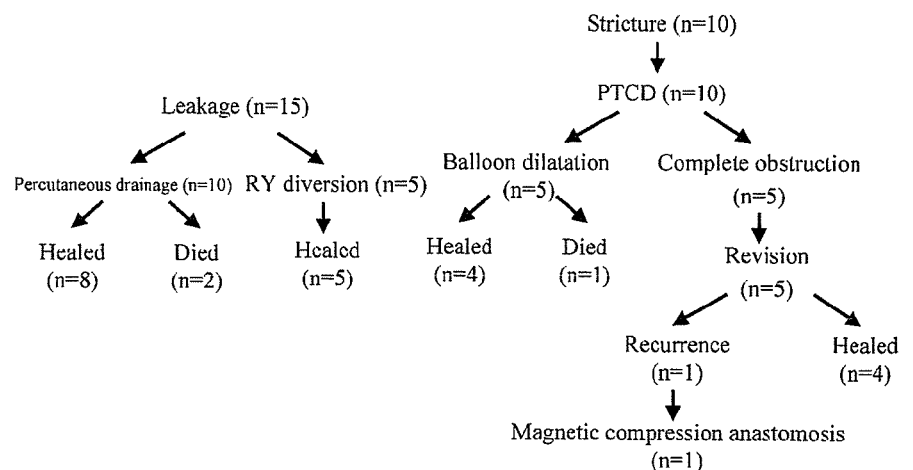 Stricture (n=10)
PTCD (n=10)
Leakage (n=15)
Balloon dilatation
(n=5)
Complete obstruction
(n=5)
Percutaneous drainage (n=10)
RY diversion (n=5)
Healed
(n=8)
Died
(n=2)
Healed
(n=5)
Healed
(n=4)
Died
(n=1)
Revision
(n=5)
Recurrence
(n=1)
Healed
(n=4)
Magnetic compression anastomosis
(n=1)